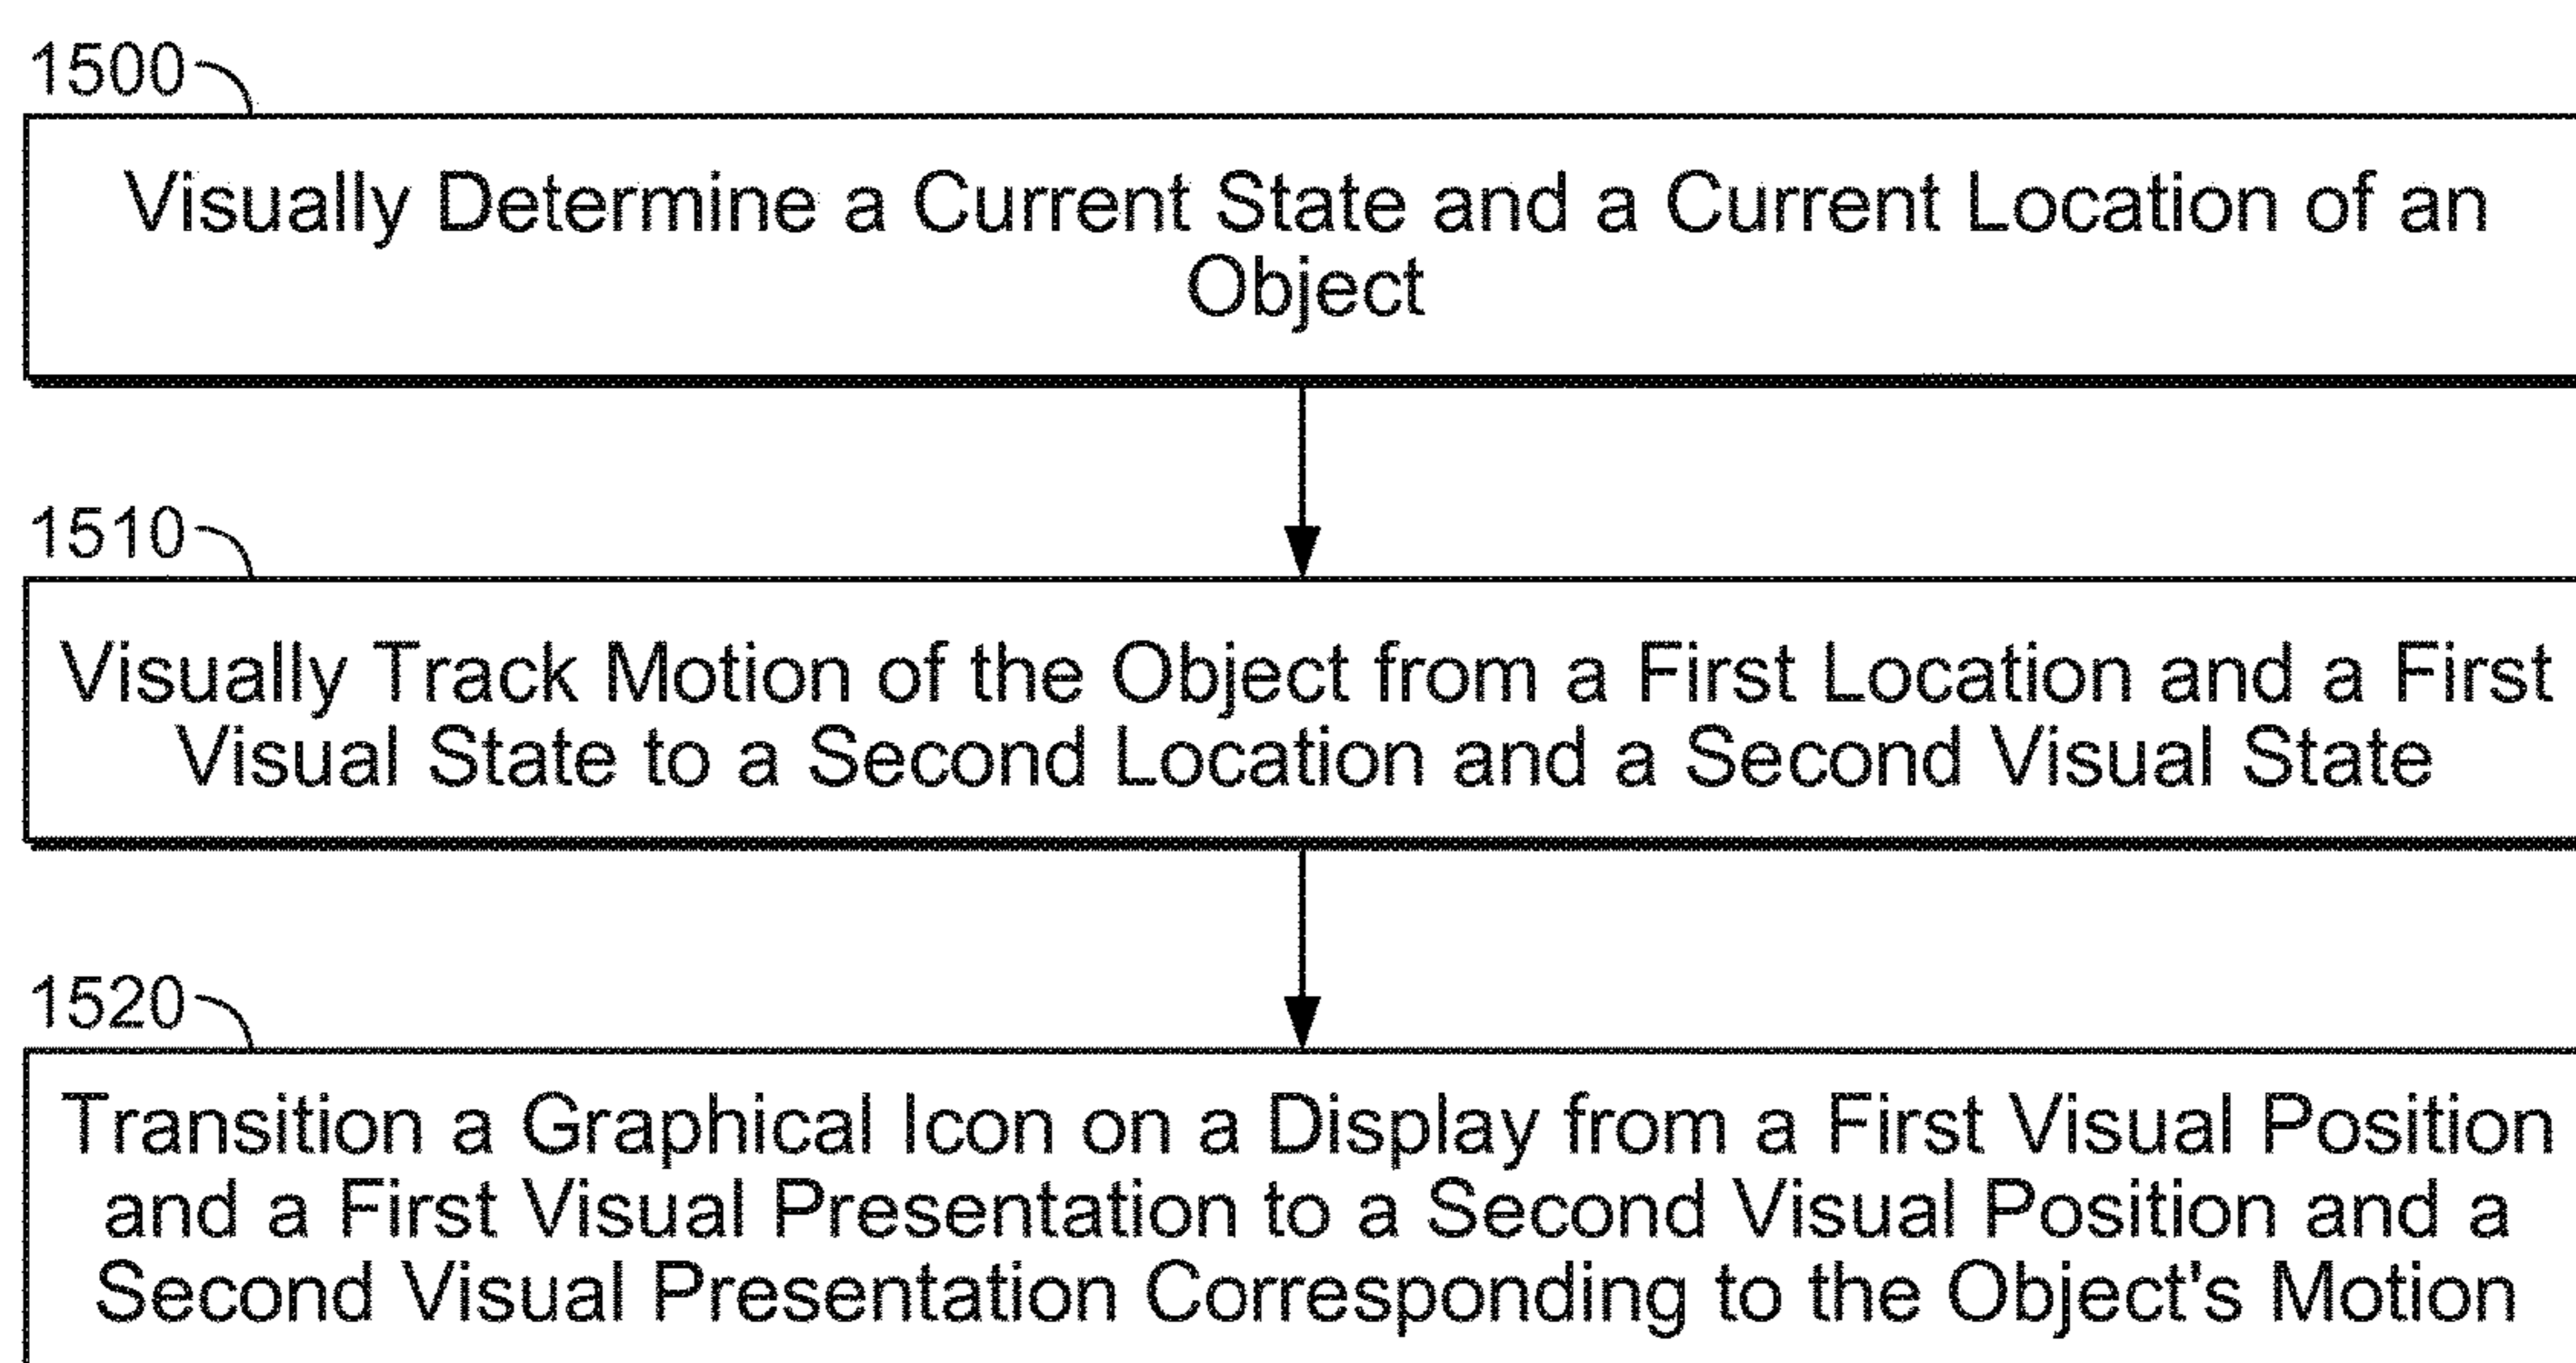 1500
Visually Determine a Current State and a Current Location of an
Object
1510
Visually Track Motion of the Object from a First Location and a First
Visual State to a Second Location and a Second Visual State
1520
Transition a Graphical Icon on a Display from a First Visual Position
and a First Visual Presentation to a Second Visual Position and a
Second Visual Presentation Corresponding to the Object's Motion